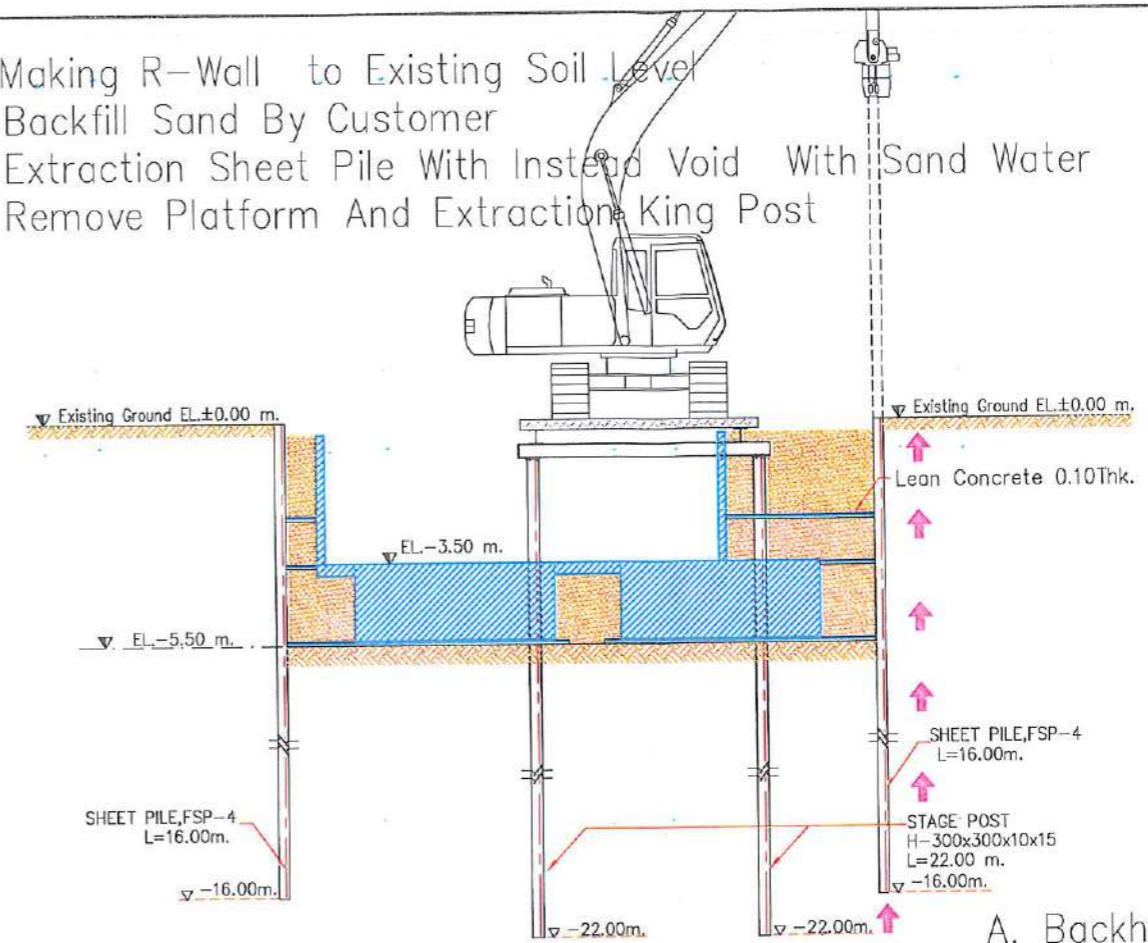 Making R-Wall to Existing Soil Level
Backfill Sand By Customer
Extraction Sheet Pile With Instead Void With Sand Water
Remove Platform And Extraction King Post
Existing Ground EL.±0.00 m.
Existing Ground EL.±0.00 m.
Lean Concrete 0.10Thk.
EL.-3.50 m.
EL.-5.50 m.
SHEET PILE,FSP-4
L=16.00m.
SHEET PILE,FSP-4
L=16.00m.
STAGE POST
H-300x300x10x15
L=22.00 m.
-16.00m.
-16.00m.
-22.00m.
-22.00m.
A. Backh